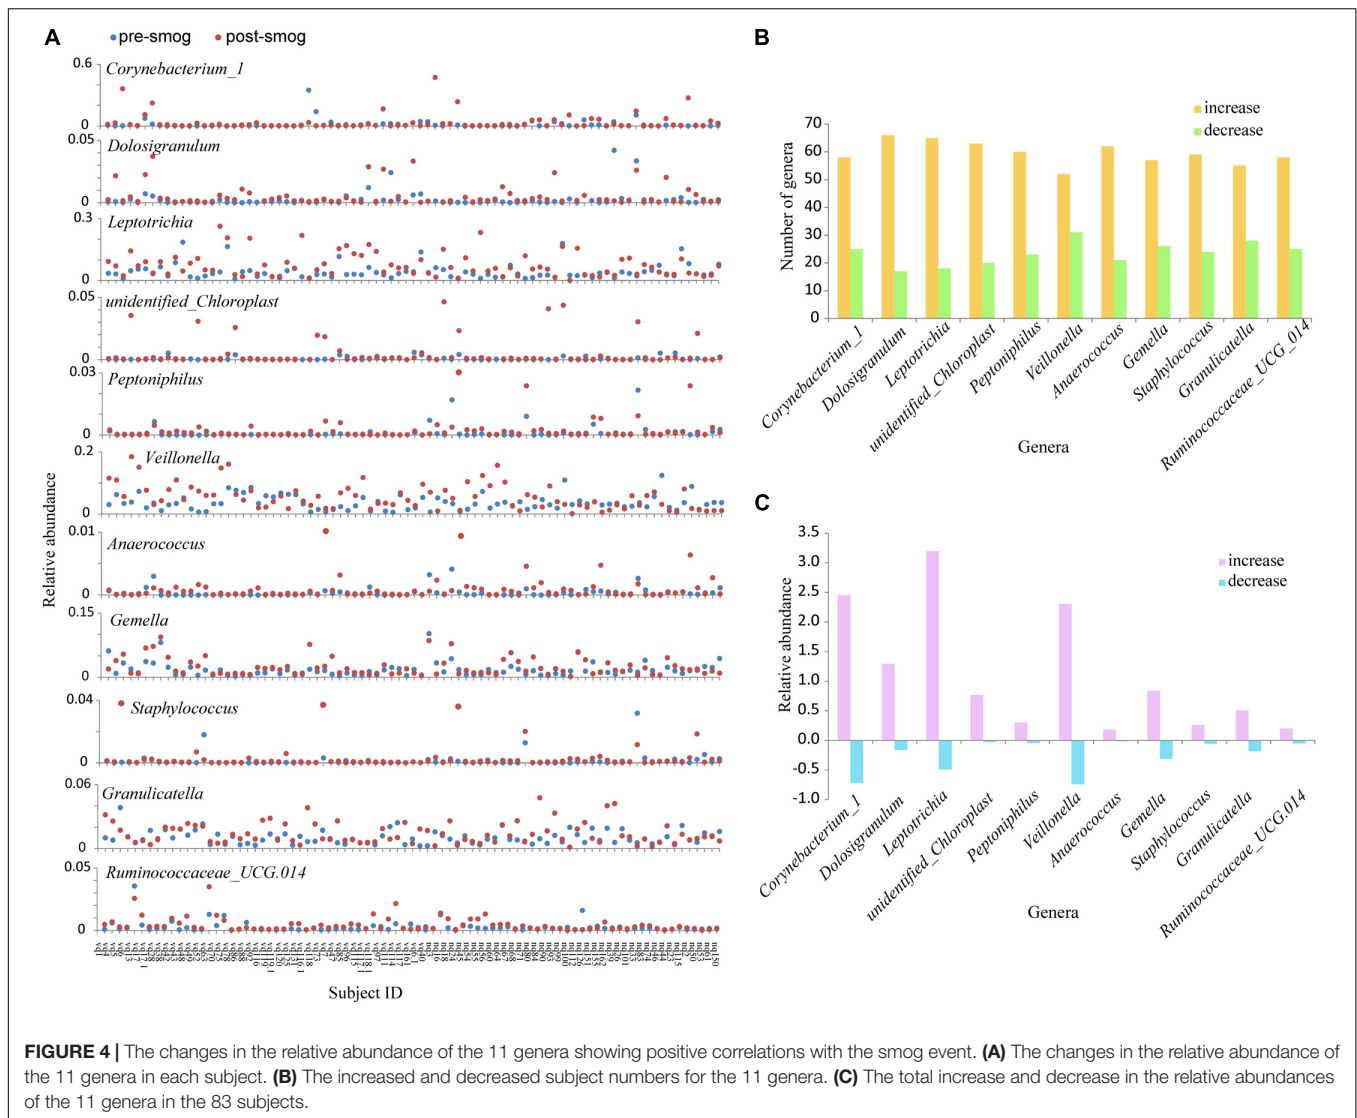 A
pre-smog
post-smog
0.6
Corynebacterium_1
0
0.05
Dolosigranulum
0
0.3
Leptotrichia
0
0.05
unidentified_Chloroplast
0
0.03
Peptoniphilus
0
0.2
Veillonella
0
0.01
Anaerococcus
0
0.15
Gemella
0
0.04
Staphylococcus
0
0.06
Granulicatella
0
0.05
Ruminococcaceae_UCG.014
0
Relative abundance
Subject ID
B
increase
decrease
70
60
50
40
30
20
10
0
Number of genera
Corynebacterium_1
Dolosigranulum
Leptotrichia
unidentified_Chloroplast
Peptoniphilus
Veillonella
Anaerococcus
Gemella
Staphylococcus
Granulicatella
Ruminococcaceae_UCG_014
Genera
C
increase
decrease
3.5
3.0
2.5
2.0
1.5
1.0
0.5
0.0
-0.5
-1.0
Relative abundance
Corynebacterium_1
Dolosigranulum
Leptotrichia
unidentified_Chloroplast
Peptoniphilus
Veillonella
Anaerococcus
Gemella
Staphylococcus
Granulicatella
Ruminococcaceae_UCG.014
Genera
FIGURE 4 | The changes in the relative abundance of the 11 genera showing positive correlations with the smog event. (A) The changes in the relative abundance of
the 11 genera in each subject. (B) The increased and decreased subject numbers for the 11 genera. (C) The total increase and decrease in the relative abundances
of the 11 genera in the 83 subjects.